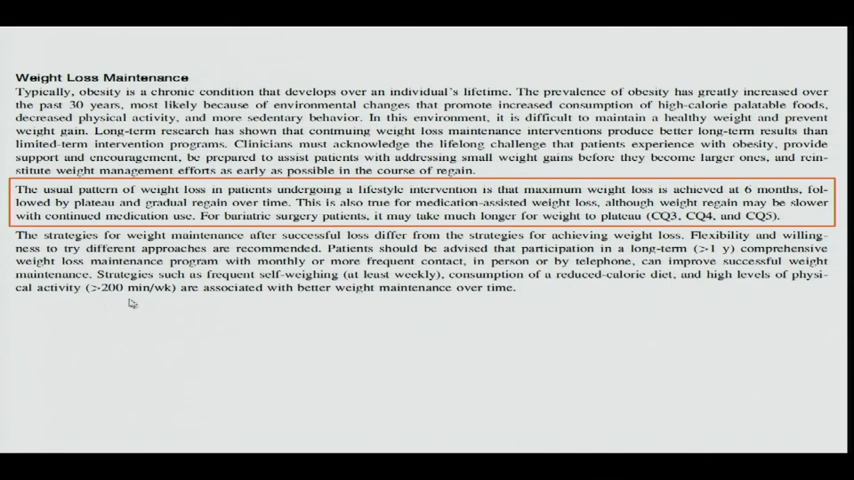 Weight Loss Maintenance
Typically, obesity is a chronic condition that develops over an individual's lifetime. The prevalence of obesity has greatly increased over
the past 30 years, most likely because of environmental changes that promote increased consumption of high-calorie palatable foods,
decreased physical activity, and more sedentary behavior. In this environment, it is difficult to maintain a healthy weight and prevent
weight gain. Long-term research has shown that continuing weight loss maintenance interventions produce better long-term results than
limited-term intervention programs. Clinicians must acknowledge the lifelong challenge that patients experience with obesity, provide
support and encouragement, be prepared to assist patients with addressing small weight gains before they become larger ones, and rein-
stitute weight management efforts as early as possible in the course of regain.
The usual pattern of weight loss in patients undergoing a lifestyle intervention is that maximum weight loss is achieved at 6 months, fol-
lowed by plateau and gradual regain over time. This is also true for medication-assisted weight loss, although weight regain may be slower
with continued medication use. For bariatric surgery patients, it may take much longer for weight to plateau (CQ3, CQ4, and CQ5).
The strategies for weight maintenance after successful loss differ from the strategies for achieving weight loss. Flexibility and willing-
ness to try different approaches are recommended. Patients should be advised that participation in a long-term (>1 y) comprehensive
weight loss maintenance program with monthly or more frequent contact, in person or by telephone, can improve successful weight
maintenance. Strategies such as frequent self-weighing (at least weekly), consumption of a reduced-calorie diet, and high levels of physi-
cal activity (>200 min/wk) are associated with better weight maintenance over time.